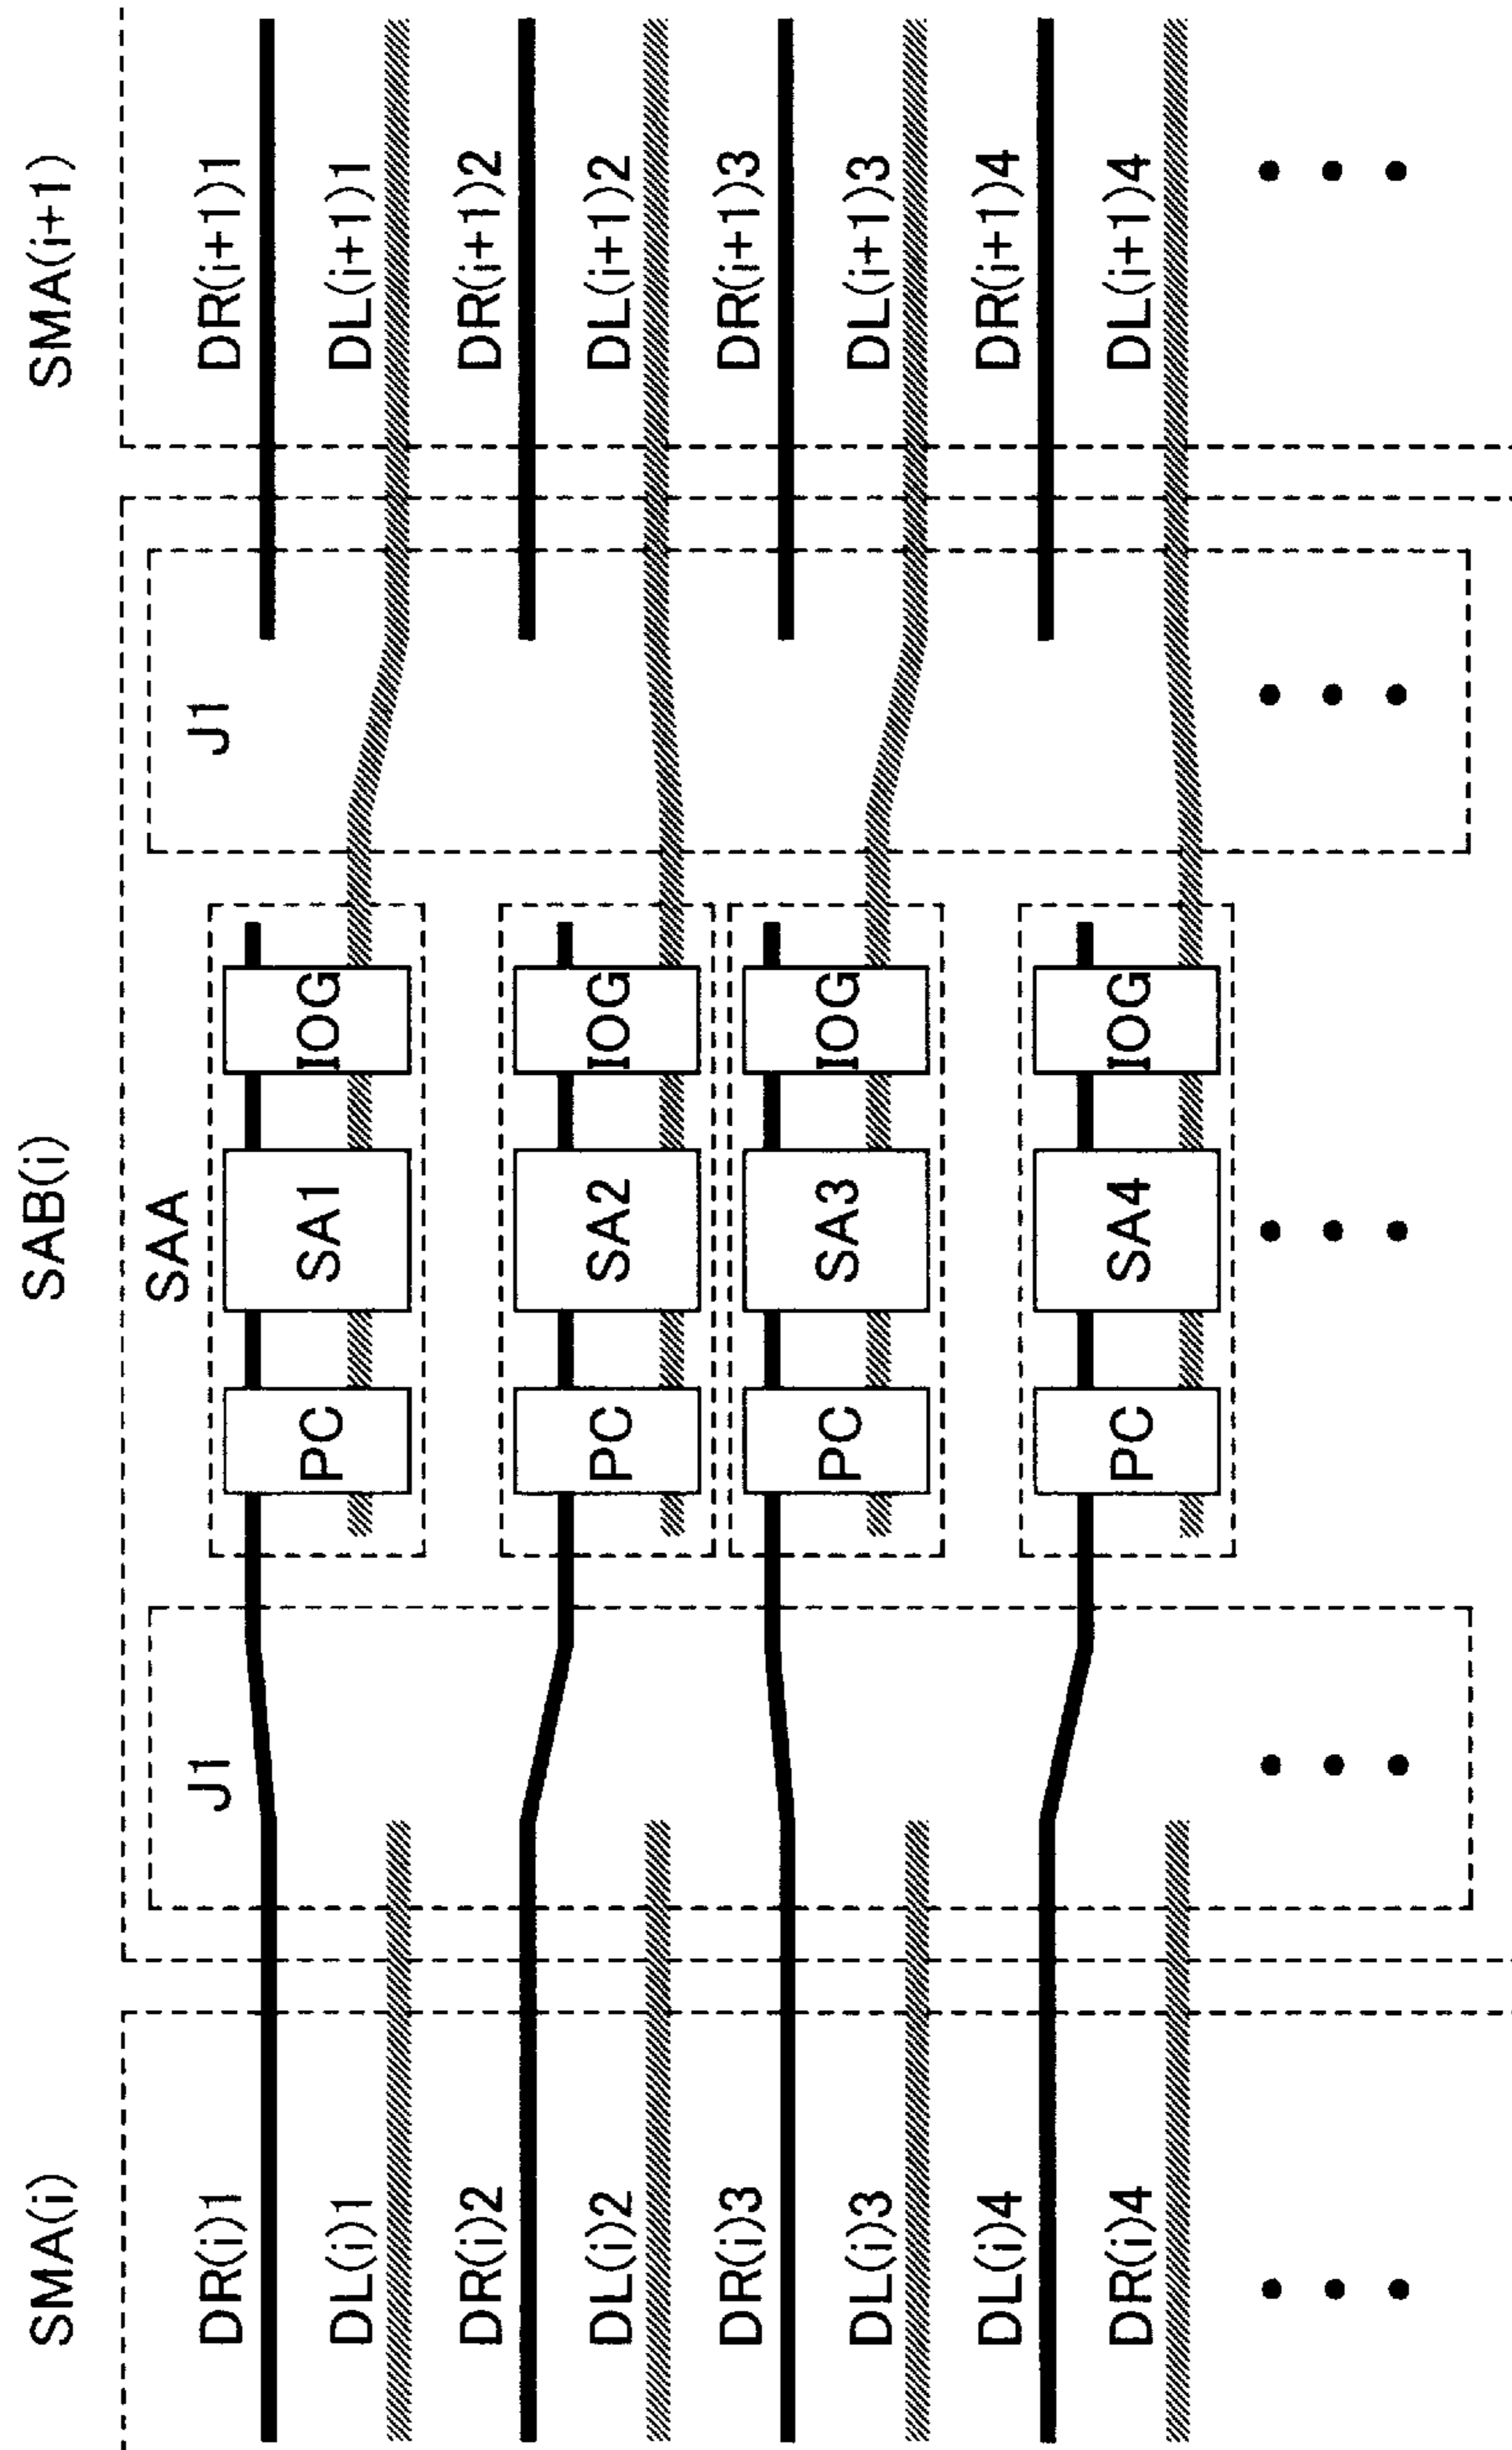 SMA(i)
SAB(i)
SMA(i+1)
SAA
J1
J1
DR(i)1
DL(i)1
DR(i)2
DL(i)2
DR(i)3
DL(i)3
DL(i)4
DR(i)4
PC
SA1
IOG
PC
SA2
IOG
PC
SA3
IOG
PC
SA4
IOG
DR(i+1)1
DL(i+1)1
DR(i+1)2
DL(i+1)2
DR(i+1)3
DL(i+1)3
DR(i+1)4
DL(i+1)4